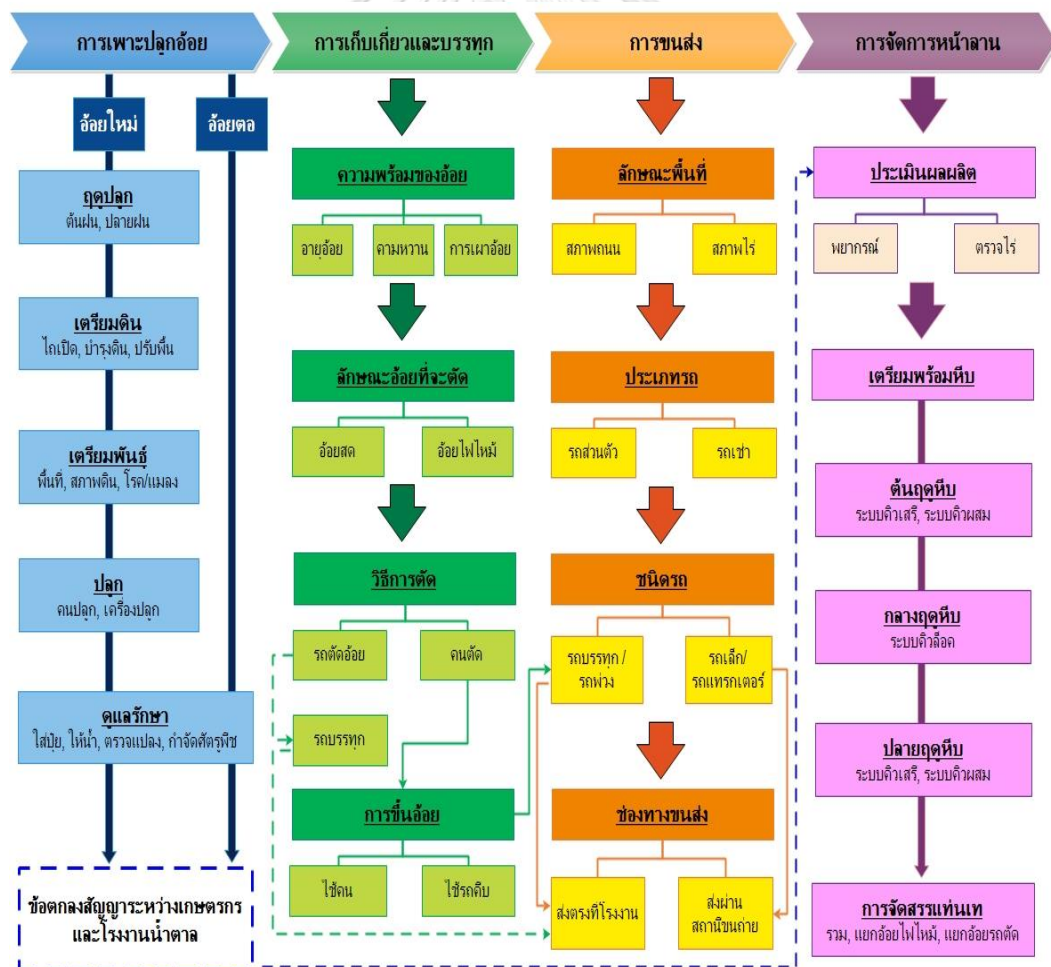 การเพาะปลูกอ้อย
อ้อยใหม่
อ้อยตอ
ฤดูปลูก
ต้นฝน, ปลายฝน
เตรียมดิน
ไถเปิด, บำรุงดิน, ปรับพื้น
เตรียมพันธุ์
พื้นที่, สภาพดิน, โรค/แมลง
ปลูก
คนปลูก, เครื่องปลูก
ดูแลรักษา
ใส่ปุ๋ย, ให้น้ำ, ตรวจแปลง, กำจัดศัตรูพืช
ข้อตกลงสัญญาระหว่างเกษตรกร
และโรงงานน้ำตาล
การเก็บเกี่ยวและบรรทุก
ความพร้อมของอ้อย
อายุอ้อย
ความหวาน
การเผาอ้อย
ลักษณะอ้อยที่จะตัด
อ้อยสด
อ้อยไฟไหม้
วิธีการตัด
รถตัดอ้อย
คนตัด
รถบรรทุก
การขึ้นอ้อย
ใช้คน
ใช้รถคีบ
การขนส่ง
ลักษณะพื้นที่
สภาพถนน
สภาพไร่
ประเภทรถ
รถส่วนตัว
รถเช่า
ชนิดรถ
รถบรรทุก /
รถพ่วง
รถเล็ก/
รถแทรกเตอร์
ช่องทางขนส่ง
ส่งตรงที่โรงงาน
ส่งผ่าน
สถานีขนถ่าย
การจัดการหน้าลาน
ประเมินผลผลิต
พยากรณ์
ตรวจไร่
เตรียมพร้อมหีบ
ต้นฤดูหีบ
ระบบคิวเสรี, ระบบคิวผสม
กลางฤดูหีบ
ระบบคิวล็อค
ปลายฤดูหีบ
ระบบคิวเสรี, ระบบคิวผสม
การจัดสรรแท่นเท
รวม, แยกอ้อยไฟไหม้, แยกอ้อยรถตัด